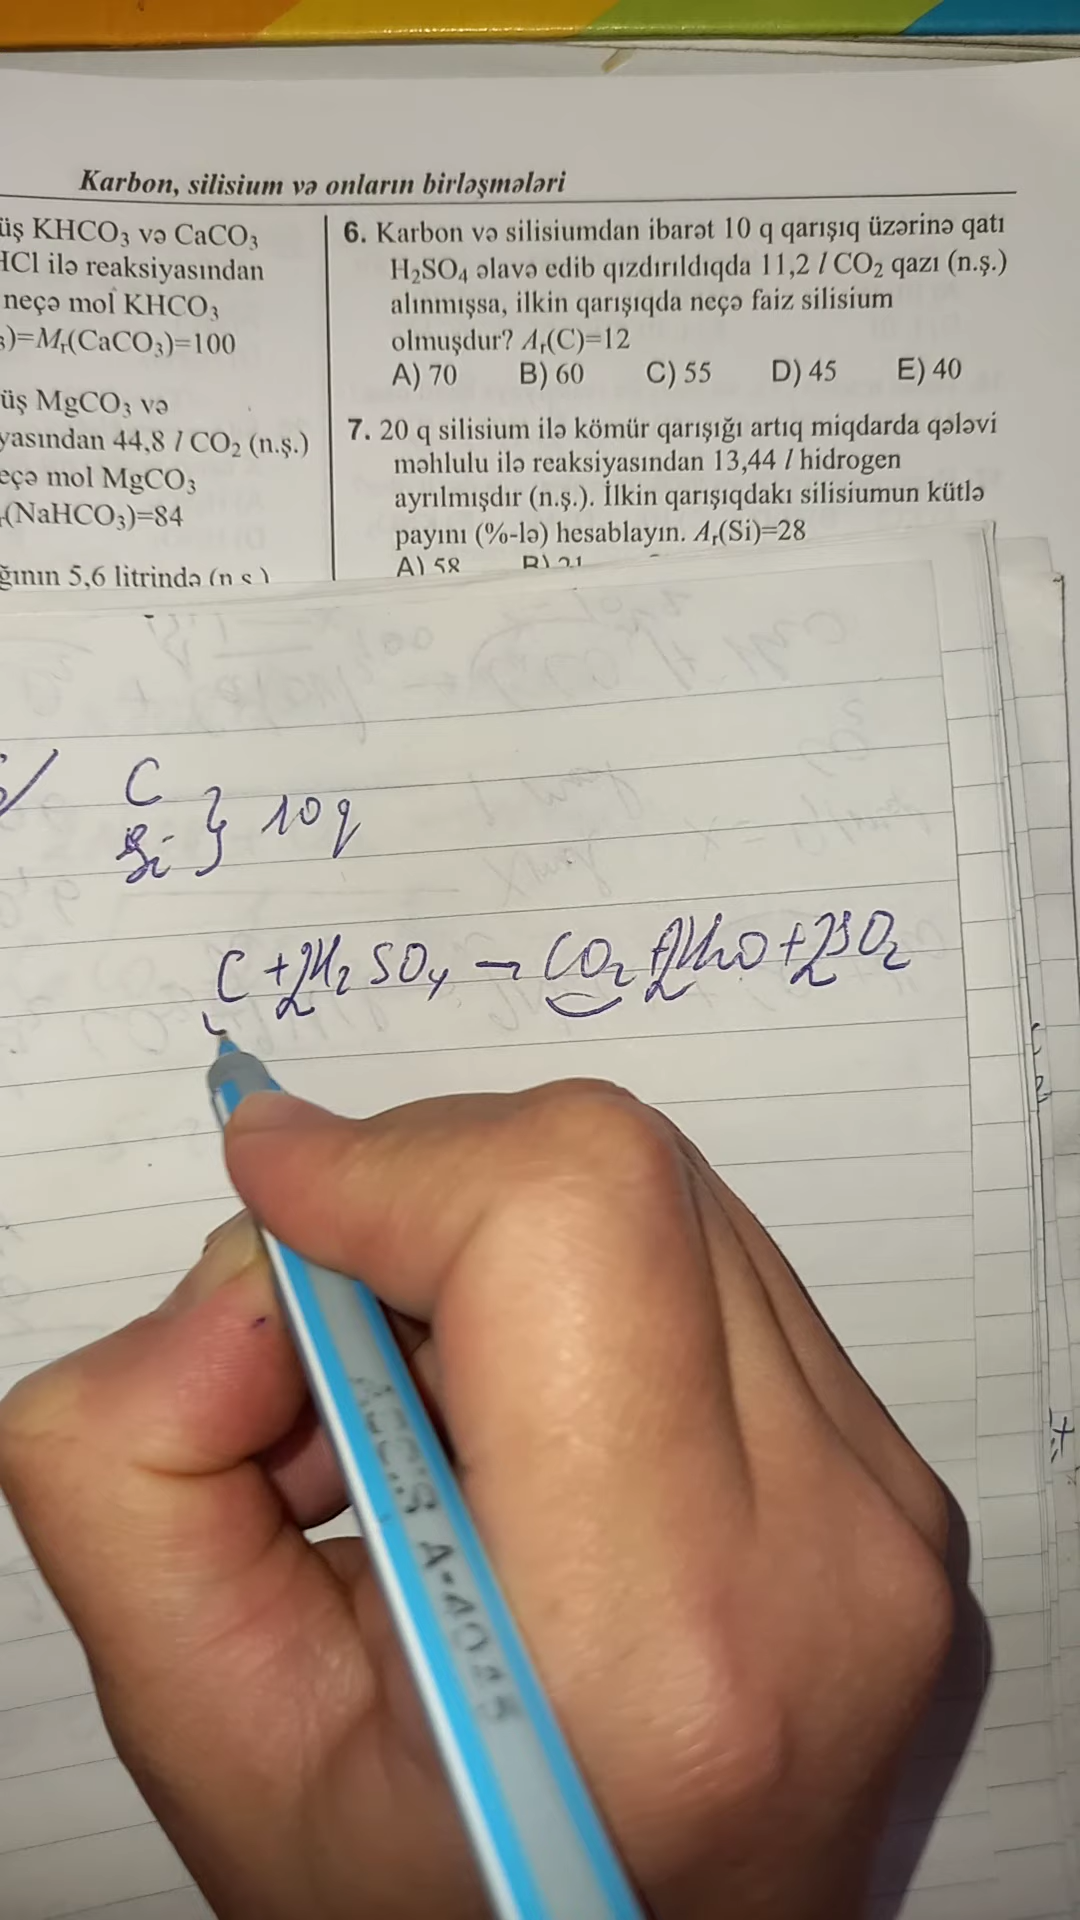 Karbon, silisium və onların birləşmələri
üş KHCO₃ və CaCO₃
HCl ilə reaksiyasından
neçə mol KHCO₃
)=Mᵣ(CaCO₃)=100
üş MgCO₃ və
yasından 44,8 l CO₂ (n.ş.)
eçə mol MgCO₃
(NaHCO₃)=84
ğının 5,6 litrində (n.ş.)
6. Karbon və silisiumdan ibarət 10 q qarışıq üzərinə qatı
H₂SO₄ əlavə edib qızdırıldıqda 11,2 l CO₂ qazı (n.ş.)
alınmışsa, ilkin qarışıqda neçə faiz silisium
olmuşdur? Aᵣ(C)=12
A) 70 B) 60 C) 55 D) 45 E) 40
7. 20 q silisium ilə kömür qarışığı artıq miqdarda qələvi
məhlulu ilə reaksiyasından 13,44 l hidrogen
ayrılmışdır (n.ş.). İlkin qarışıqdakı silisiumun kütlə
payını (%-lə) hesablayın. Aᵣ(Si)=28
A) 58 B) 21
C
Si } 10 q
C + 2H₂SO₄ → CO₂ + 2H₂O + 2SO₂
A-4048